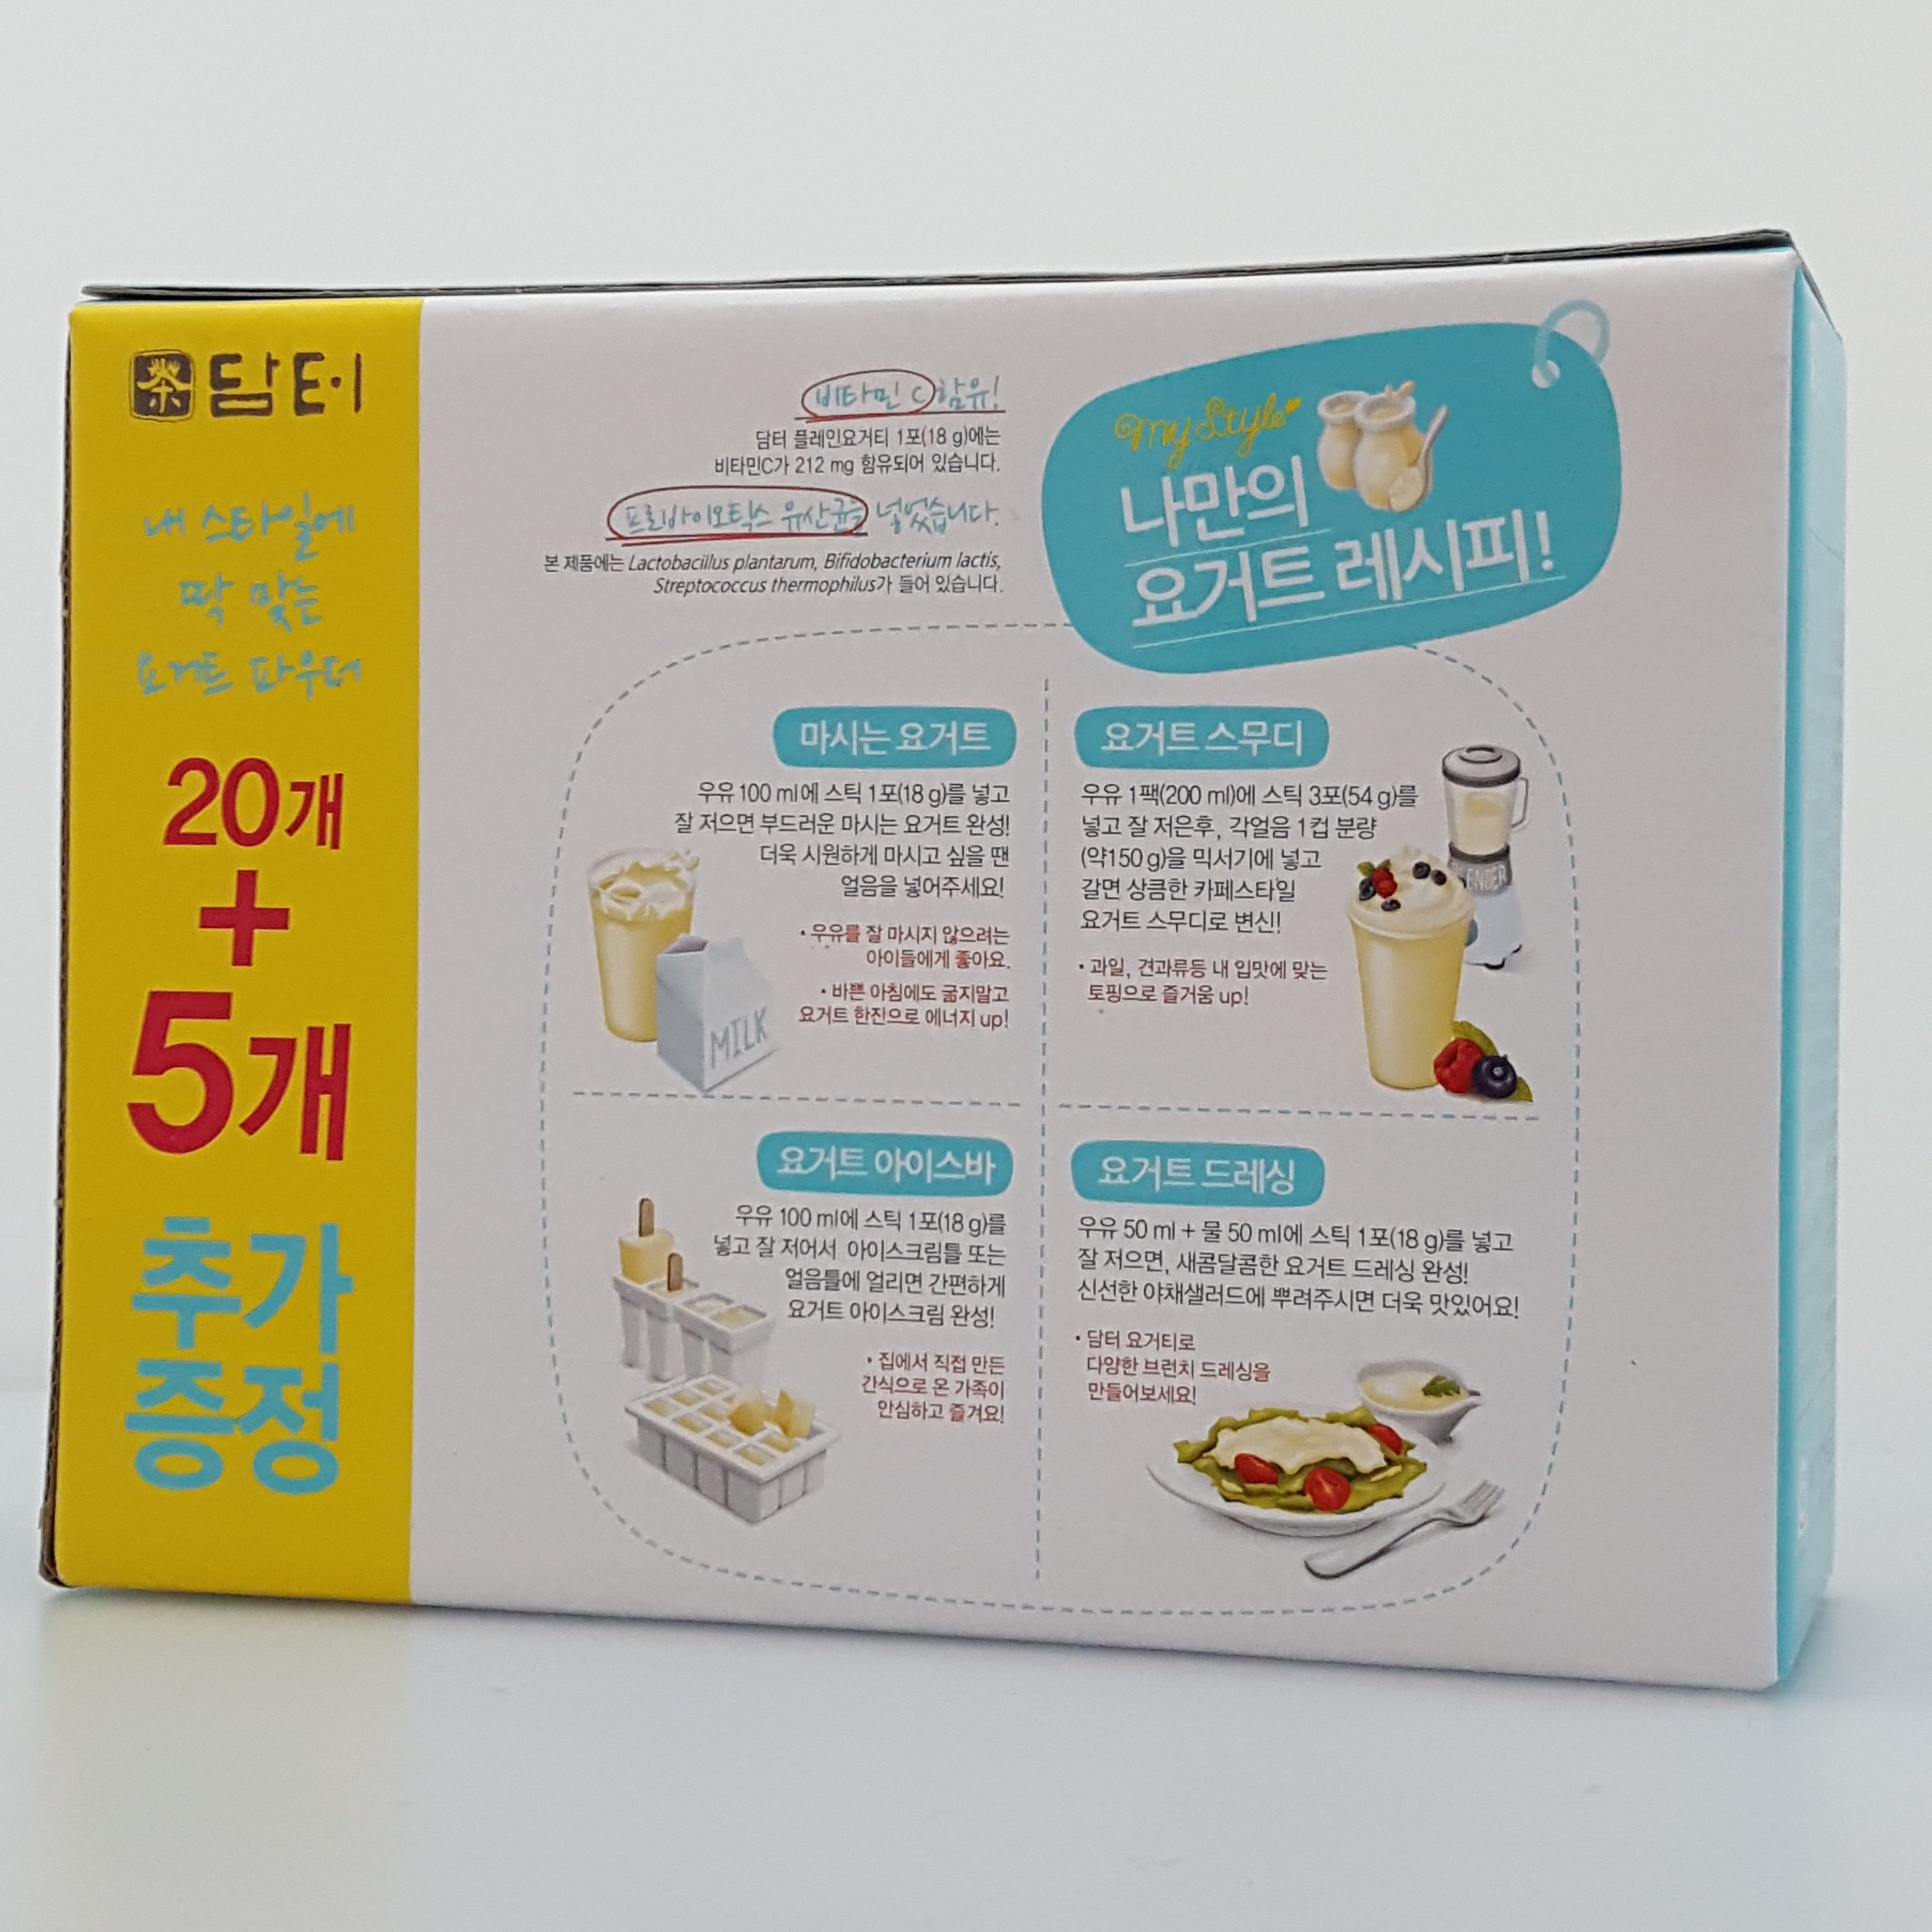 茶 담터
내 스타일에
딱 맞는
요거트 파우더
20개
+
5개
추가
증정
비타민 C 함유!
담터 플레인요거티 1포(18 g)에는
비타민C가 212 mg 함유되어 있습니다.
프로바이오틱스 유산균을 넣었습니다.
본 제품에는 Lactobacillus plantarum, Bifidobacterium lactis,
Streptococcus thermophilus가 들어 있습니다.
My Style
나만의
요거트 레시피!
마시는 요거트
우유 100 ml에 스틱 1포(18 g)를 넣고
잘 저으면 부드러운 마시는 요거트 완성!
더욱 시원하게 마시고 싶을 땐
얼음을 넣어주세요!
• 우유를 잘 마시지 않으려는
아이들에게 좋아요.
• 바쁜 아침에도 굶지말고
요거트 한잔으로 에너지 up!
MILK
요거트 스무디
우유 1팩(200 ml)에 스틱 3포(54 g)를
넣고 잘 저은후, 각얼음 1컵 분량
(약150 g)을 믹서기에 넣고
갈면 상큼한 카페스타일
요거트 스무디로 변신!
• 과일, 견과류등 내 입맛에 맞는
토핑으로 즐거움 up!
ENDER
요거트 아이스바
우유 100 ml에 스틱 1포(18 g)를
넣고 잘 저어서 아이스크림틀 또는
얼음틀에 얼리면 간편하게
요거트 아이스크림 완성!
• 집에서 직접 만든
간식으로 온 가족이
안심하고 즐겨요!
요거트 드레싱
우유 50 ml + 물 50 ml에 스틱 1포(18 g)를 넣고
잘 저으면, 새콤달콤한 요거트 드레싱 완성!
신선한 야채샐러드에 뿌려주시면 더욱 맛있어요!
• 담터 요거티로
다양한 브런치 드레싱을
만들어보세요!